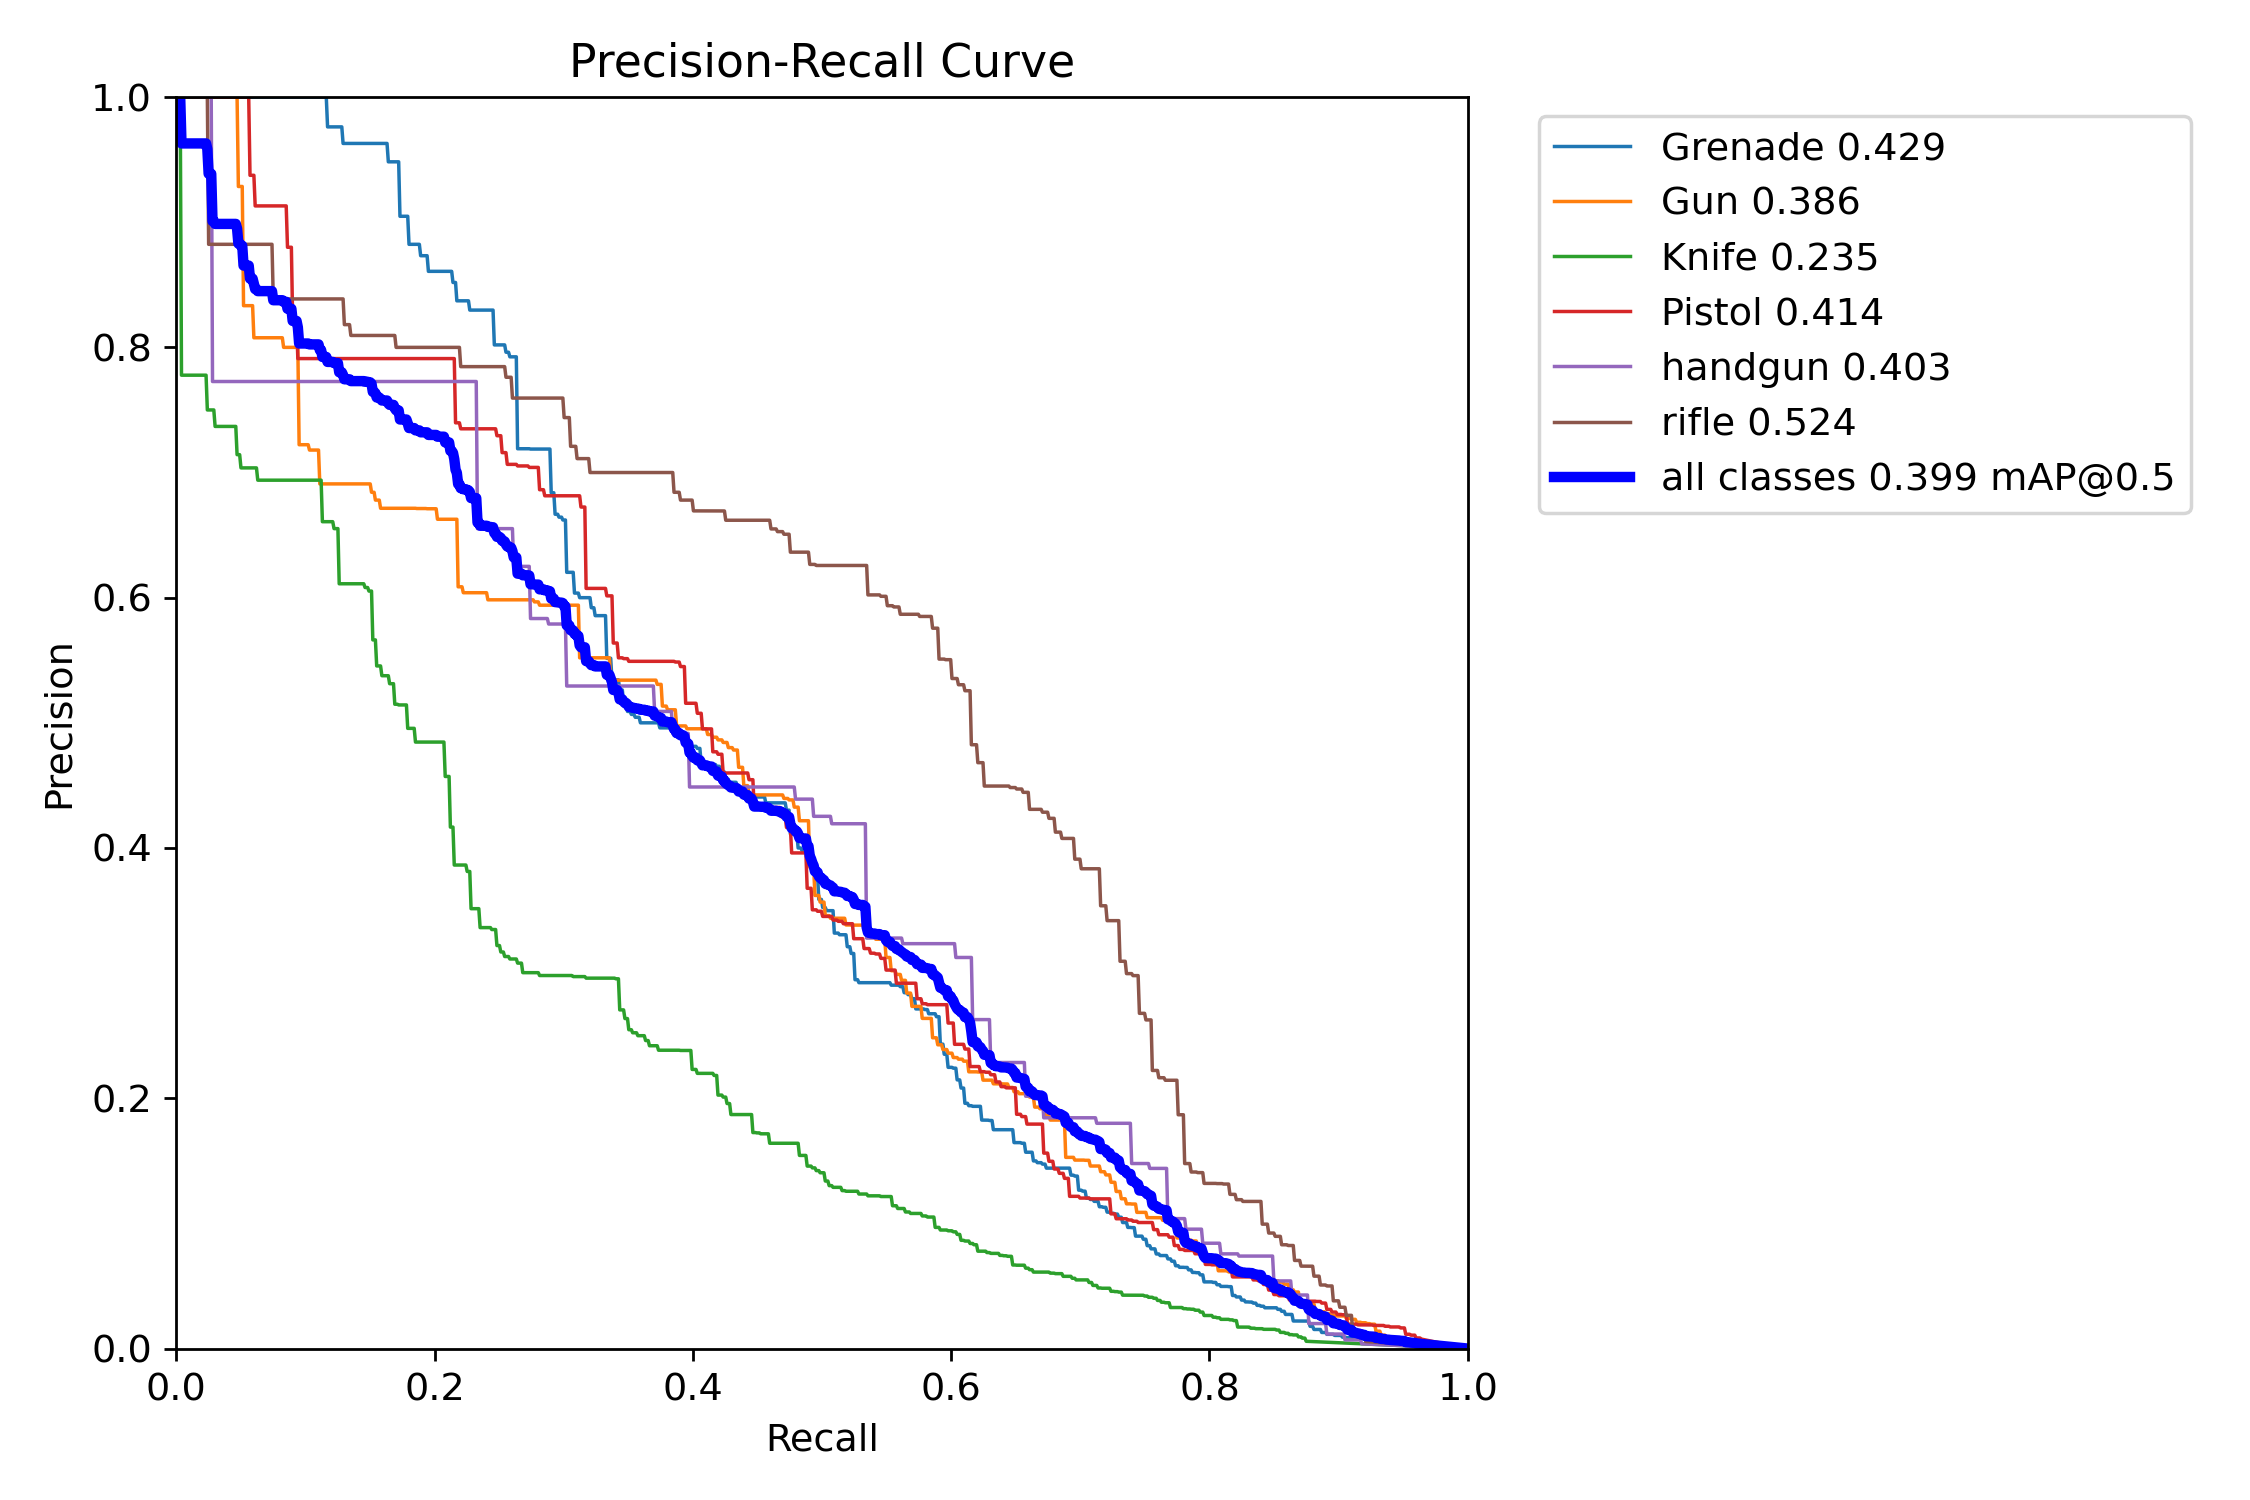 Precision-Recall Curve
1.0
0.8
0.6
0.4
0.2
0.0
Precision
0.0 0.2 0.4 0.6 0.8 1.0
Recall
Grenade 0.429
Gun 0.386
Knife 0.235
Pistol 0.414
handgun 0.403
rifle 0.524
all classes 0.399 mAP@0.5